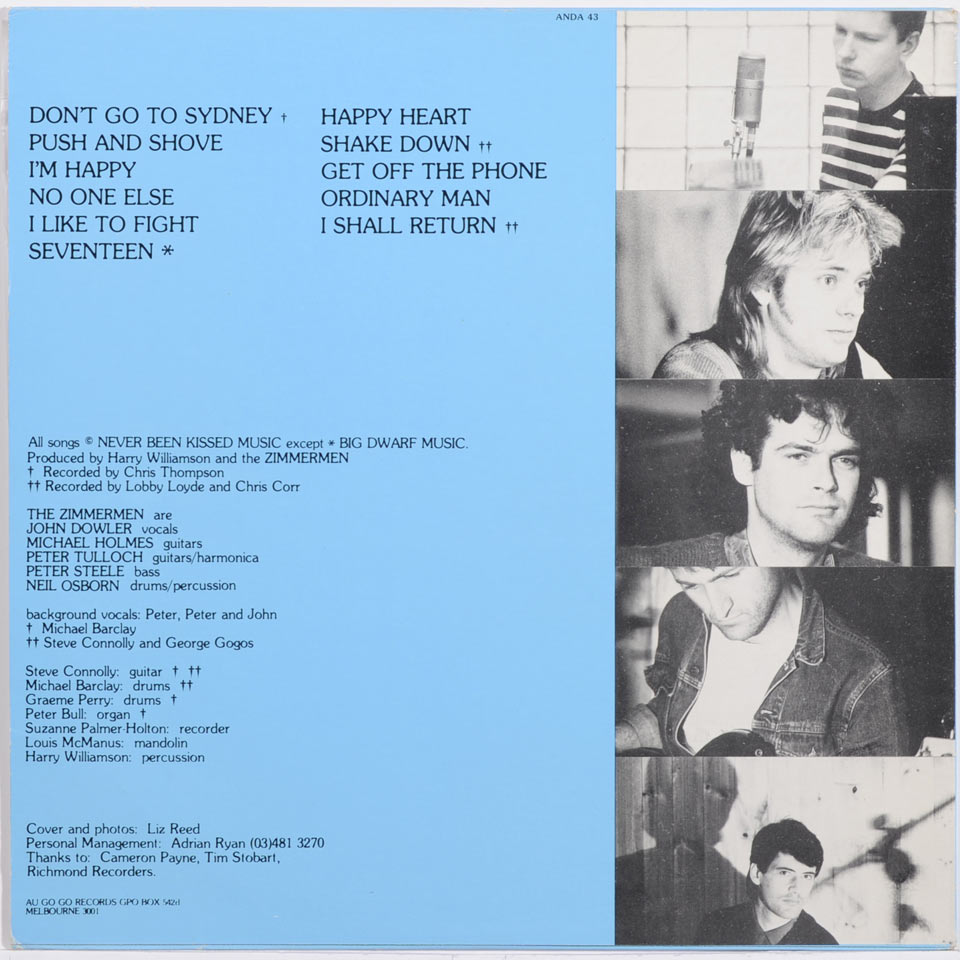 ANDA 43
DON'T GO TO SYDNEY †
PUSH AND SHOVE
I'M HAPPY
NO ONE ELSE
I LIKE TO FIGHT
SEVENTEEN *
HAPPY HEART
SHAKE DOWN ††
GET OFF THE PHONE
ORDINARY MAN
I SHALL RETURN ††
All songs © NEVER BEEN KISSED MUSIC except * BIG DWARF MUSIC.
Produced by Harry Williamson and the ZIMMERMEN
† Recorded by Chris Thompson
†† Recorded by Lobby Loyde and Chris Corr
THE ZIMMERMEN are
JOHN DOWLER vocals
MICHAEL HOLMES guitars
PETER TULLOCH guitars/harmonica
PETER STEELE bass
NEIL OSBORN drums/percussion
background vocals: Peter, Peter and John
† Michael Barclay
†† Steve Connolly and George Gogos
Steve Connolly: guitar † ††
Michael Barclay: drums ††
Graeme Perry: drums †
Peter Bull: organ †
Suzanne Palmer-Holton: recorder
Louis McManus: mandolin
Harry Williamson: percussion
Cover and photos: Liz Reed
Personal Management: Adrian Ryan (03)481 3270
Thanks to: Cameron Payne, Tim Stobart,
Richmond Recorders.
AU GO GO RECORDS GPO BOX
MELBOURNE 3001